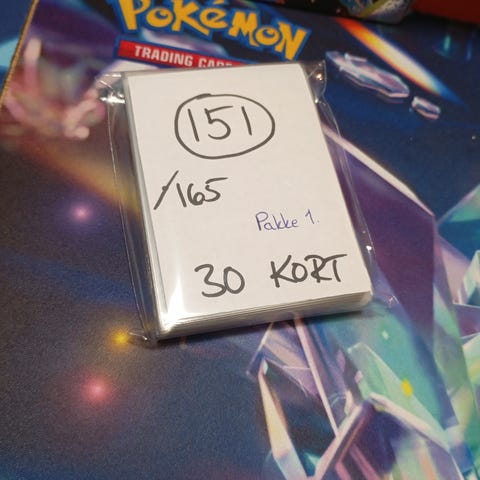 POKéMON
TRADING CARD
151
/165
Pakke 1.
30 KORT